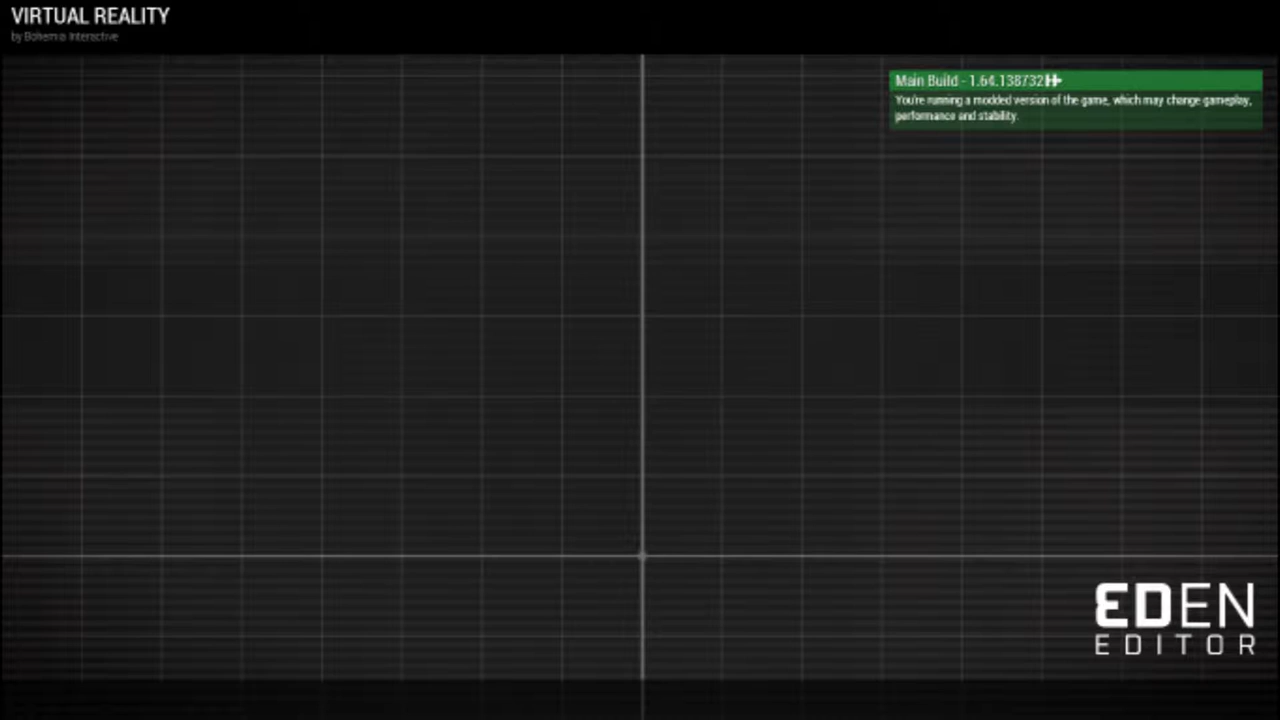 VIRTUAL REALITY
by Bohemia Interactive
Main Build - 1.64.138732
You're running a modded version of the game, which may change gameplay,
performance and stability.
EDEN
EDITOR